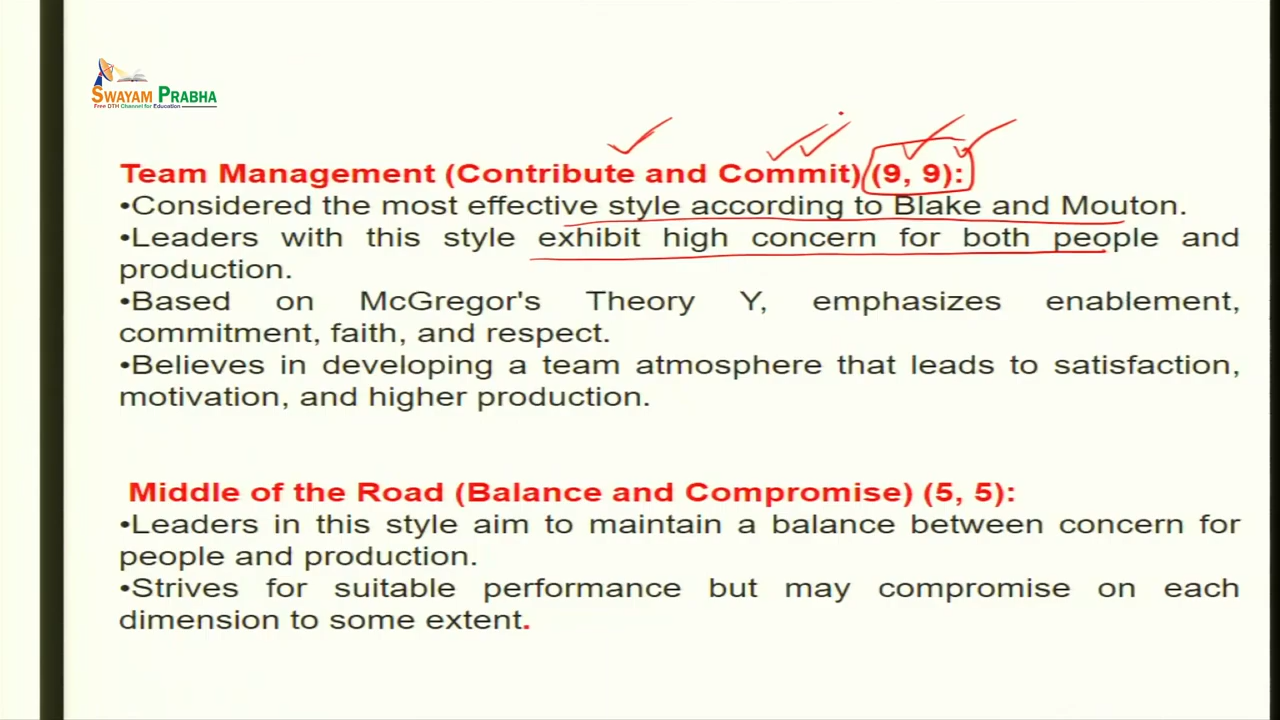 SWAYAM PRABHA
Free DTH Channel for Education
Team Management (Contribute and Commit) (9, 9):
•Considered the most effective style according to Blake and Mouton.
•Leaders with this style exhibit high concern for both people and
production.
•Based on McGregor's Theory Y, emphasizes enablement,
commitment, faith, and respect.
•Believes in developing a team atmosphere that leads to satisfaction,
motivation, and higher production.
Middle of the Road (Balance and Compromise) (5, 5):
•Leaders in this style aim to maintain a balance between concern for
people and production.
•Strives for suitable performance but may compromise on each
dimension to some extent.